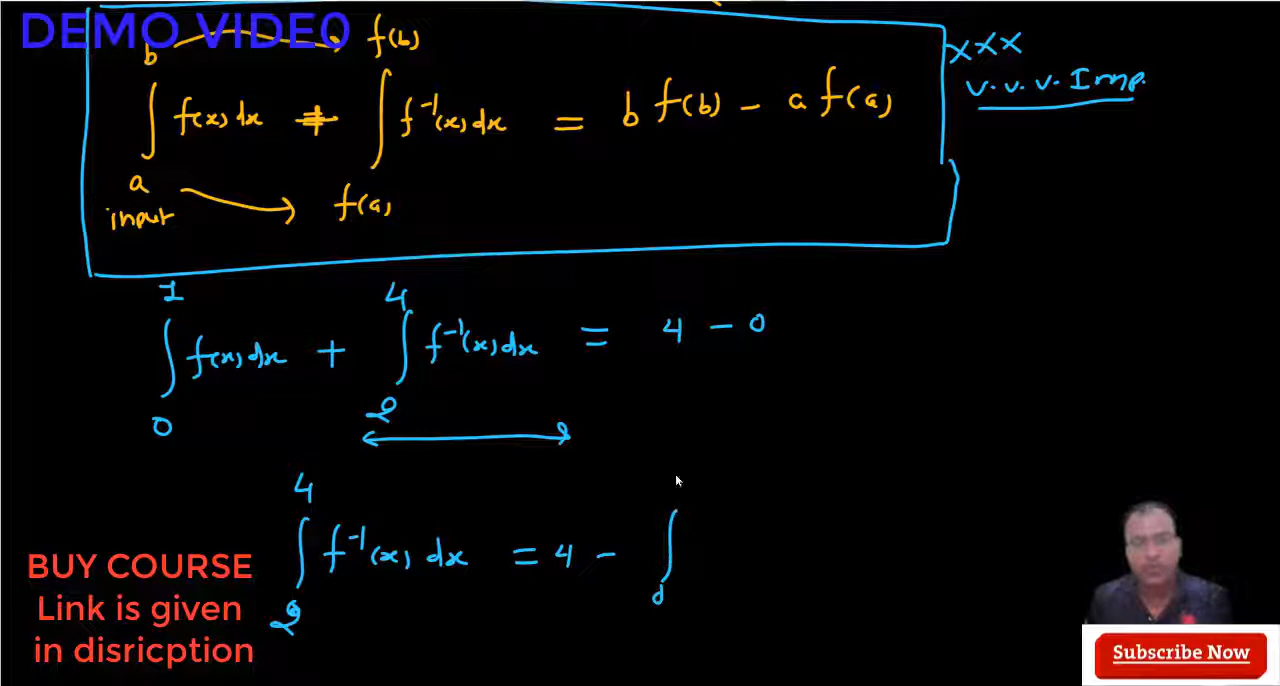 DEMO VIDEO
b → f(b)
∫ f(x) dx + ∫ f⁻¹(x) dx = b f(b) - a f(a)
a → f(a)
input
xxx
v. v. v. Imp.
1 4
∫ f(x) dx + ∫ f⁻¹(x) dx = 4 - 0
0 2
4
∫ f⁻¹(x) dx = 4 - ∫
2 0
BUY COURSE
Link is given
in disricption
Subscribe Now